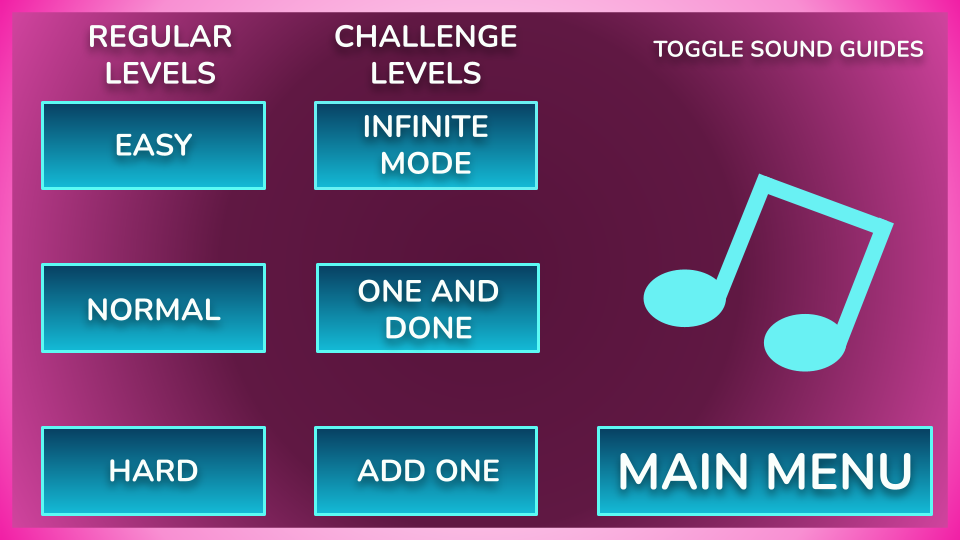 REGULAR
LEVELS
EASY
NORMAL
HARD
CHALLENGE
LEVELS
INFINITE
MODE
ONE AND
DONE
ADD ONE
TOGGLE SOUND GUIDES
MAIN MENU